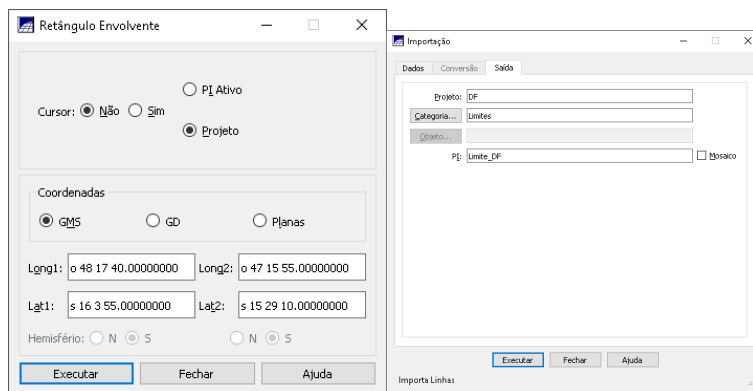 Retângulo Envolvente
Cursor: Não Sim
PI Ativo
Projeto
Coordenadas
GMS GD Planas
Long1: o 48 17 40.00000000 Long2: o 47 15 55.00000000
Lat1: s 16 3 55.00000000 Lat2: s 15 29 10.00000000
Hemisfério: N S N S
Executar Fechar Ajuda
Importação
Dados Conversão Saída
Projeto: DF
Categoria... Limites
Objeto...
PI: Limite_DF Mosaico
Executar Fechar Ajuda
Importa Linhas